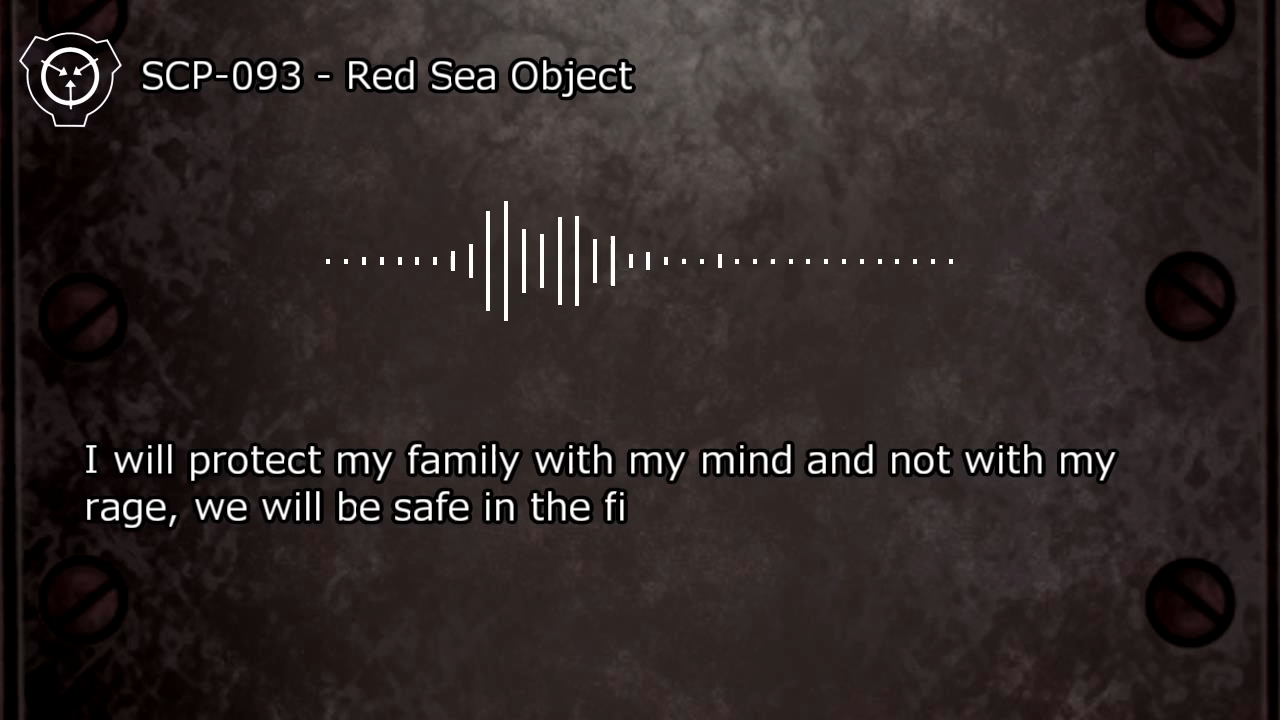 SCP-093 - Red Sea Object
I will protect my family with my mind and not with my
rage, we will be safe in the fi